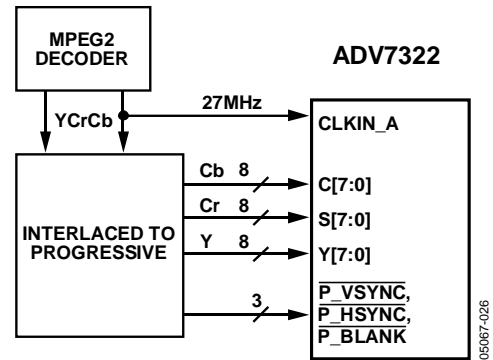 MPEG2
DECODER
ADV7322
YCrCb
27MHz
CLKIN_A
INTERLACED TO
PROGRESSIVE
Cb 8
C[7:0]
Cr 8
S[7:0]
Y 8
Y[7:0]
3
P_VSYNC,
P_HSYNC,
P_BLANK
05067-026